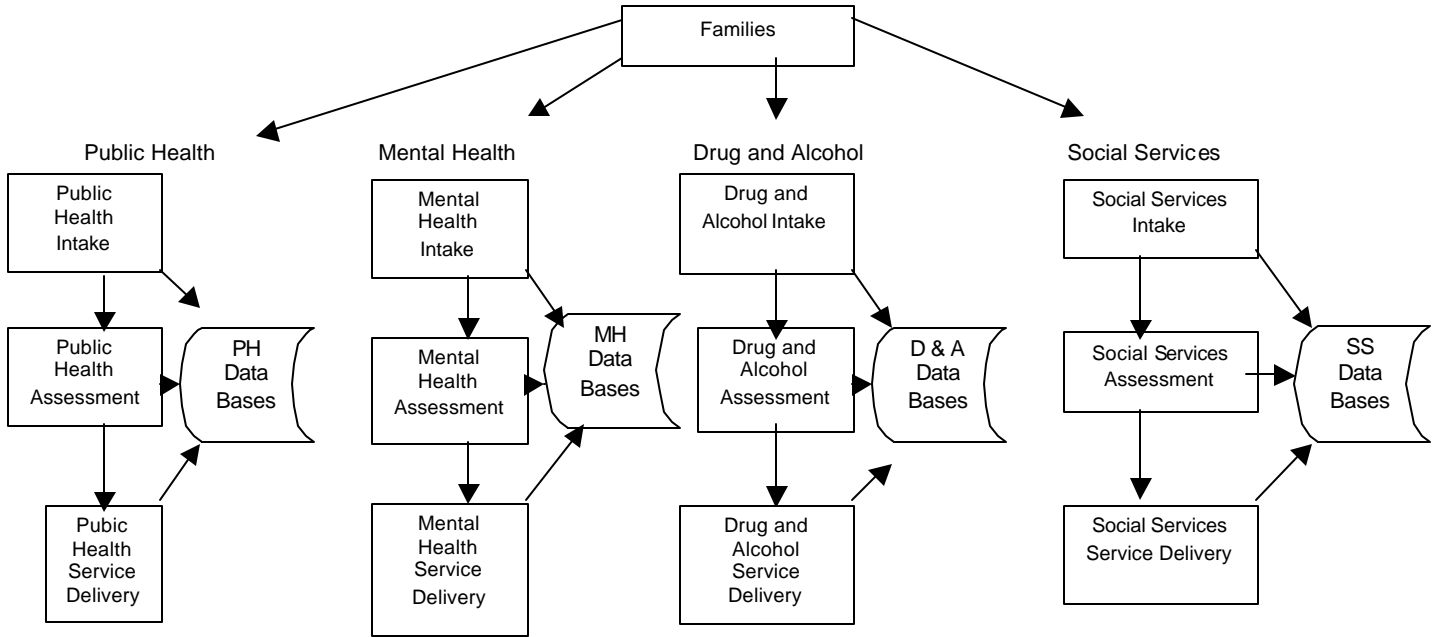 Families
Public Health
Mental Health
Drug and Alcohol
Social Services
Public
Health
Intake
Mental
Health
Intake
Drug and
Alcohol Intake
Social Services
Intake
Public
Health
Assessment
PH
Data
Bases
Mental
Health
Assessment
MH
Data
Bases
Drug and
Alcohol
Assessment
D & A
Data
Bases
Social Services
Assessment
SS
Data
Bases
Pubic
Health
Service
Delivery
Mental
Health
Service
Delivery
Drug and
Alcohol
Service
Delivery
Social Services
Service Delivery